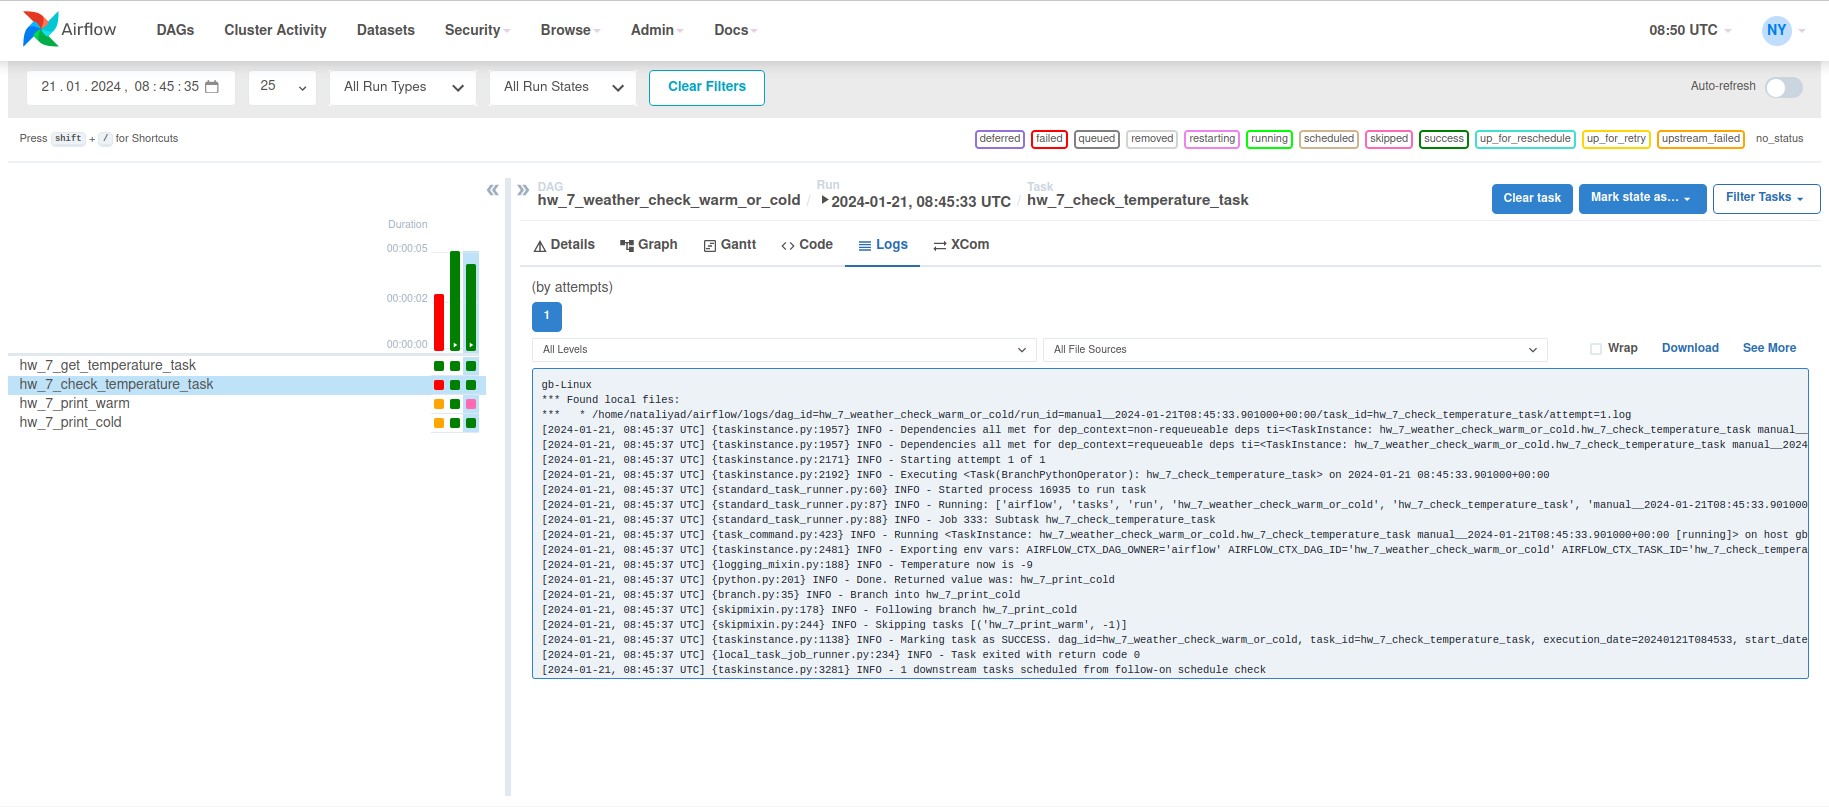 Airflow DAGs Cluster Activity Datasets Security Browse Admin Docs 08:50 UTC NY
21 . 01 . 2024 , 08 : 45 : 35 25 All Run Types All Run States Clear Filters Auto-refresh
Press shift + / for Shortcuts deferred failed queued removed restarting running scheduled skipped success up_for_reschedule up_for_retry upstream_failed no_status
« » DAG Run Task
hw_7_weather_check_warm_or_cold / 2024-01-21, 08:45:33 UTC / hw_7_check_temperature_task Clear task Mark state as... Filter Tasks
Duration
00:00:05
00:00:02
00:00:00
hw_7_get_temperature_task
hw_7_check_temperature_task
hw_7_print_warm
hw_7_print_cold
Details Graph Gantt Code Logs XCom
(by attempts)
1
All Levels All File Sources Wrap Download See More
gb-Linux
*** Found local files:
***   * /home/nataliyad/airflow/logs/dag_id=hw_7_weather_check_warm_or_cold/run_id=manual__2024-01-21T08:45:33.901000+00:00/task_id=hw_7_check_temperature_task/attempt=1.log
[2024-01-21, 08:45:37 UTC] {taskinstance.py:1957} INFO - Dependencies all met for dep_context=non-requeueable deps ti=<TaskInstance: hw_7_weather_check_warm_or_cold.hw_7_check_temperature_task manual__
[2024-01-21, 08:45:37 UTC] {taskinstance.py:1957} INFO - Dependencies all met for dep_context=requeueable deps ti=<TaskInstance: hw_7_weather_check_warm_or_cold.hw_7_check_temperature_task manual__2024
[2024-01-21, 08:45:37 UTC] {taskinstance.py:2171} INFO - Starting attempt 1 of 1
[2024-01-21, 08:45:37 UTC] {taskinstance.py:2192} INFO - Executing <Task(BranchPythonOperator): hw_7_check_temperature_task> on 2024-01-21 08:45:33.901000+00:00
[2024-01-21, 08:45:37 UTC] {standard_task_runner.py:60} INFO - Started process 16935 to run task
[2024-01-21, 08:45:37 UTC] {standard_task_runner.py:87} INFO - Running: ['airflow', 'tasks', 'run', 'hw_7_weather_check_warm_or_cold', 'hw_7_check_temperature_task', 'manual__2024-01-21T08:45:33.901000
[2024-01-21, 08:45:37 UTC] {standard_task_runner.py:88} INFO - Job 333: Subtask hw_7_check_temperature_task
[2024-01-21, 08:45:37 UTC] {task_command.py:423} INFO - Running <TaskInstance: hw_7_weather_check_warm_or_cold.hw_7_check_temperature_task manual__2024-01-21T08:45:33.901000+00:00 [running]> on host gb
[2024-01-21, 08:45:37 UTC] {taskinstance.py:2481} INFO - Exporting env vars: AIRFLOW_CTX_DAG_OWNER='airflow' AIRFLOW_CTX_DAG_ID='hw_7_weather_check_warm_or_cold' AIRFLOW_CTX_TASK_ID='hw_7_check_tempera
[2024-01-21, 08:45:37 UTC] {logging_mixin.py:188} INFO - Temperature now is -9
[2024-01-21, 08:45:37 UTC] {python.py:201} INFO - Done. Returned value was: hw_7_print_cold
[2024-01-21, 08:45:37 UTC] {branch.py:35} INFO - Branch into hw_7_print_cold
[2024-01-21, 08:45:37 UTC] {skipmixin.py:178} INFO - Following branch hw_7_print_cold
[2024-01-21, 08:45:37 UTC] {skipmixin.py:244} INFO - Skipping tasks [('hw_7_print_warm', -1)]
[2024-01-21, 08:45:37 UTC] {taskinstance.py:1138} INFO - Marking task as SUCCESS. dag_id=hw_7_weather_check_warm_or_cold, task_id=hw_7_check_temperature_task, execution_date=20240121T084533, start_date
[2024-01-21, 08:45:37 UTC] {local_task_job_runner.py:234} INFO - Task exited with return code 0
[2024-01-21, 08:45:37 UTC] {taskinstance.py:3281} INFO - 1 downstream tasks scheduled from follow-on schedule check